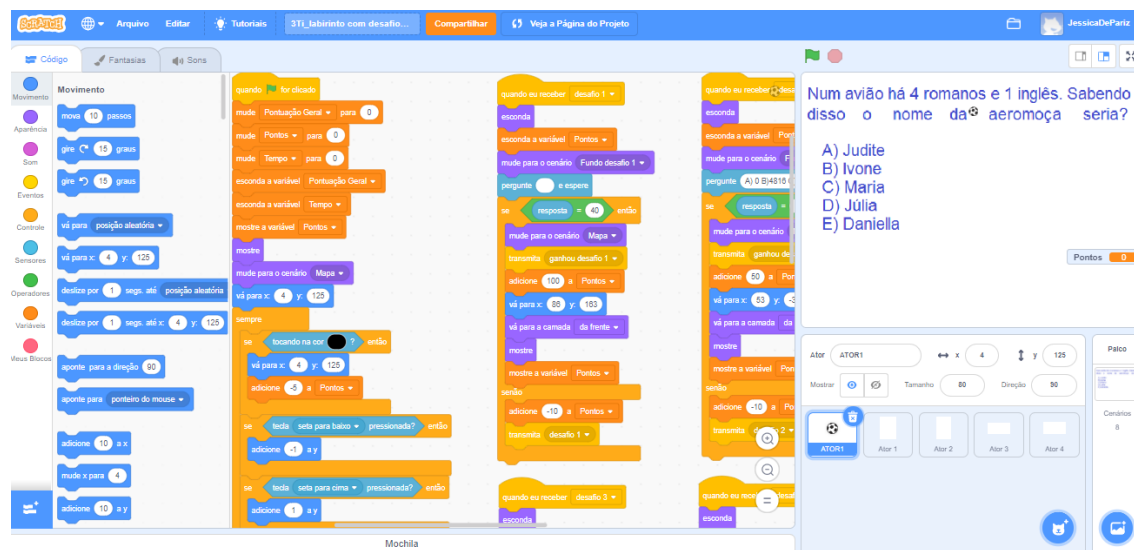 SCRATCH
Arquivo
Editar
Tutoriais
3Ti_labirinto com desafio...
Compartilhar
Veja a Página do Projeto
JessicaDePariz
Código
Fantasias
Sons
Movimento
Aparência
Som
Eventos
Controle
Sensores
Operadores
Variáveis
Meus Blocos
Movimento
mova 10 passos
gire 15 graus
gire 15 graus
vá para posição aleatória
vá para x: 4 y: 125
deslize por 1 segs. até posição aleatória
deslize por 1 segs. até x: 4 y: 125
aponte para a direção 90
aponte para ponteiro do mouse
adicione 10 a x
mude x para 4
adicione 10 a y
quando for clicado
mude Pontuação Geral para 0
mude Pontos para 0
mude Tempo para 0
esconda a variável Pontuação Geral
esconda a variável Tempo
mostre a variável Pontos
mostre
mude para o cenário Mapa
vá para x: 4 y: 125
sempre
se tocando na cor ? então
vá para x: 4 y: 125
adicione -5 a Pontos
se tecla seta para baixo pressionada? então
adicione -1 a y
se tecla seta para cima pressionada? então
adicione 1 a y
quando eu receber desafio 1
esconda
esconda a variável Pontos
mude para o cenário Fundo desafio 1
pergunte e espere
se resposta = 40 então
mude para o cenário Mapa
transmita ganhou desafio 1
adicione 100 a Pontos
vá para x: 86 y: 163
vá para a camada da frente
mostre
mostre a variável Pontos
senão
adicione -10 a Pontos
transmita desafio 1
quando eu receber desafio 3
esconda
quando eu receber
esconda
esconda a variável
mude para o cenário
pergunte A) 0 B)4816
se resposta =
mude para o cenário
transmita ganhou
adicione 50 a
vá para x: 53 y:
vá para a camada da
mostre
mostre a variável
senão
adicione -10 a
transmita
quando eu
esconda
Num avião há 4 romanos e 1 inglês. Sabendo
disso o nome da aeromoça seria?
A) Judite
B) Ivone
C) Maria
D) Júlia
E) Daniella
Pontos 0
Ator ATOR1 x 4 y 125
Mostrar Tamanho 80 Direção 90
ATOR1
Ator 1
Ator 2
Ator 3
Ator 4
Palco
Cenários
8
Mochila